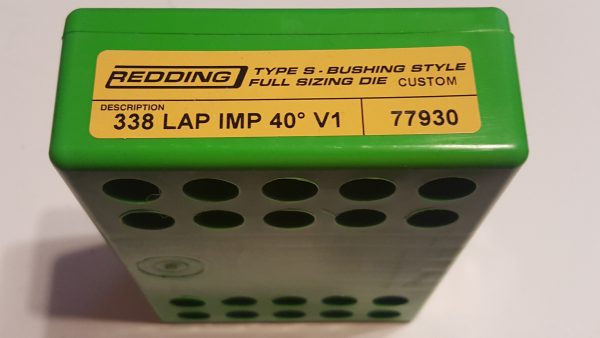 REDDING
TYPE S - BUSHING STYLE
FULL SIZING DIE CUSTOM
DESCRIPTION
338 LAP IMP 40° V1
77930